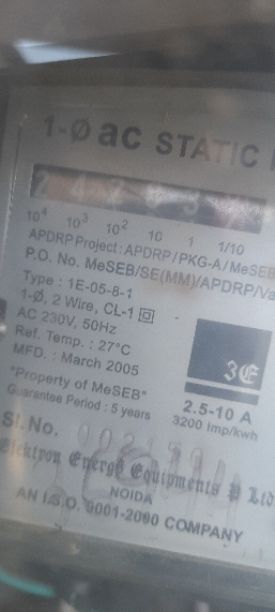 1-Ø ac STATIC
10⁴ 10³ 10² 10 1 1/10
APDRP Project : APDRP/PKG-A/MeSEB
P.O. No. MeSEB/SE(MM)/APDRP/Va
Type : 1E-05-8-1
1-Ø, 2 Wire, CL-1
AC 230V, 50Hz
Ref. Temp. : 27°C
MFD. : March 2005
"Property of MeSEB"
Guarantee Period : 5 years
3E
2.5-10 A
3200 Imp/kwh
Sl. No.
Elektron Energy Equipments P Ltd
NOIDA
AN I.S.O. 9001-2000 COMPANY